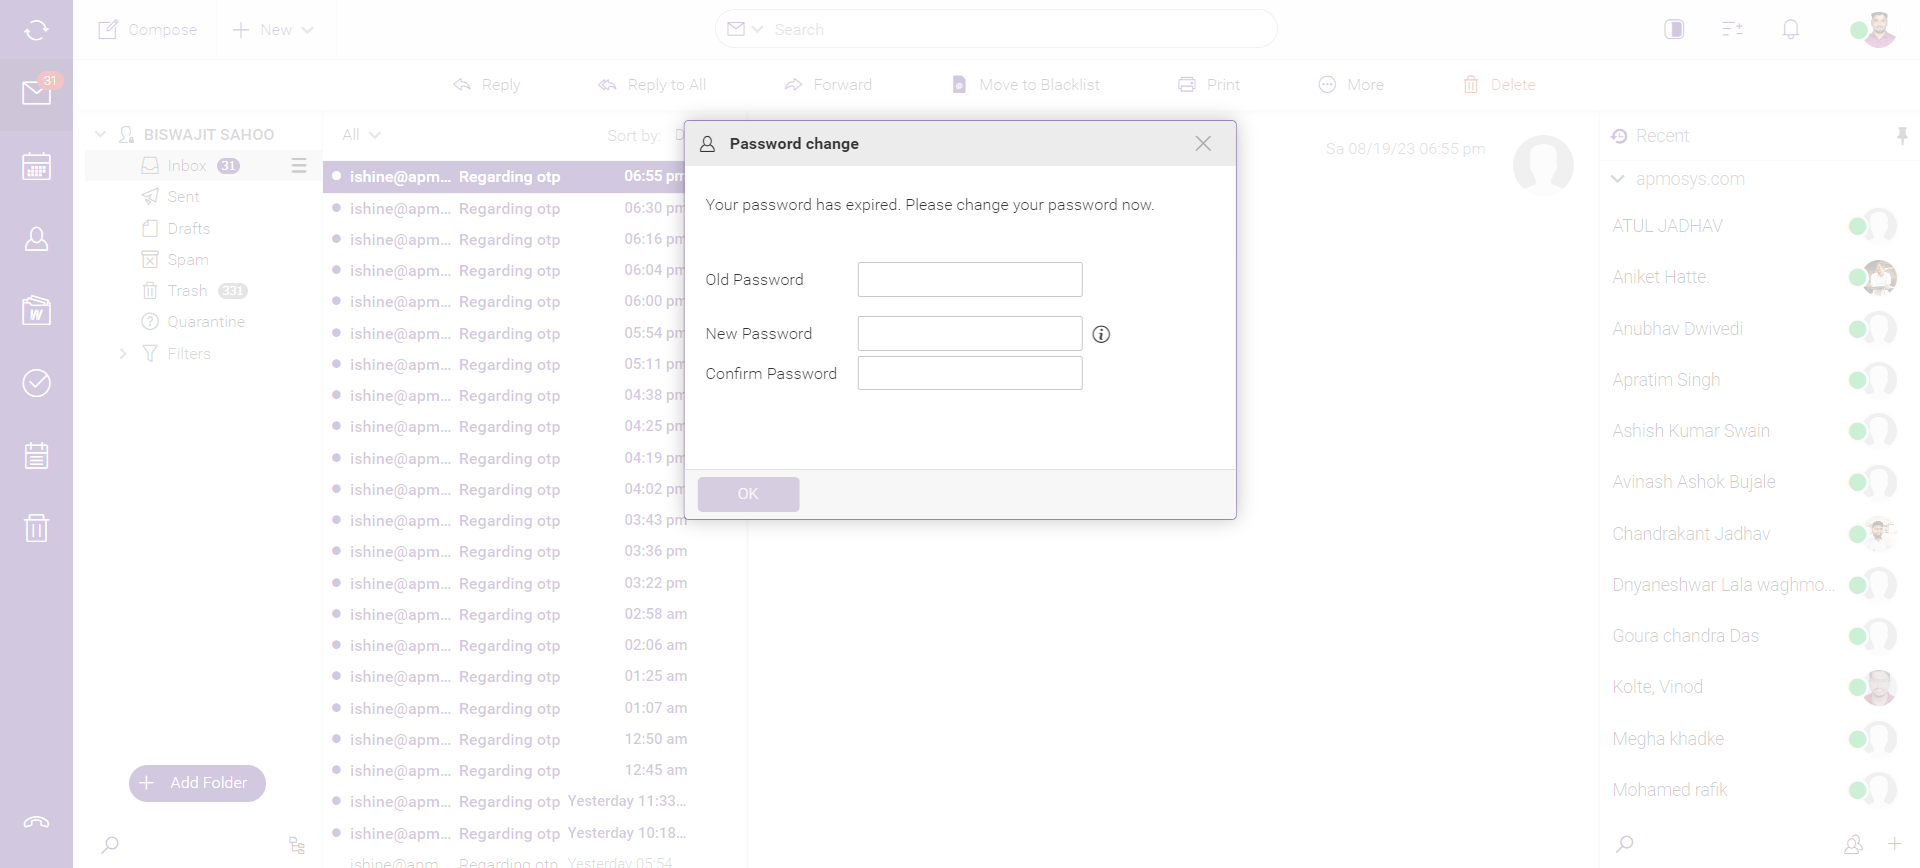 Compose
New
Search
31
Reply
Reply to All
Forward
Move to Blacklist
Print
More
Delete
BISWAJIT SAHOO
Inbox 31
Sent
Drafts
Spam
Trash 331
Quarantine
Filters
Add Folder
All
Sort by: D
ishine@apm... Regarding otp 06:55 pm
ishine@apm... Regarding otp 06:30 pm
ishine@apm... Regarding otp 06:16 pm
ishine@apm... Regarding otp 06:04 pm
ishine@apm... Regarding otp 06:00 pm
ishine@apm... Regarding otp 05:54 pm
ishine@apm... Regarding otp 05:11 pm
ishine@apm... Regarding otp 04:38 pm
ishine@apm... Regarding otp 04:25 pm
ishine@apm... Regarding otp 04:19 pm
ishine@apm... Regarding otp 04:02 pm
ishine@apm... Regarding otp 03:43 pm
ishine@apm... Regarding otp 03:36 pm
ishine@apm... Regarding otp 03:22 pm
ishine@apm... Regarding otp 02:58 am
ishine@apm... Regarding otp 02:06 am
ishine@apm... Regarding otp 01:25 am
ishine@apm... Regarding otp 01:07 am
ishine@apm... Regarding otp 12:50 am
ishine@apm... Regarding otp 12:45 am
ishine@apm... Regarding otp Yesterday 11:33...
ishine@apm... Regarding otp Yesterday 10:18...
ishine@apm Regarding otp Yesterday 05:54
Password change
Your password has expired. Please change your password now.
Old Password
New Password
Confirm Password
OK
Sa 08/19/23 06:55 pm
Recent
apmosys.com
ATUL JADHAV
Aniket Hatte.
Anubhav Dwivedi
Apratim Singh
Ashish Kumar Swain
Avinash Ashok Bujale
Chandrakant Jadhav
Dnyaneshwar Lala waghmo...
Goura chandra Das
Kolte, Vinod
Megha khadke
Mohamed rafik